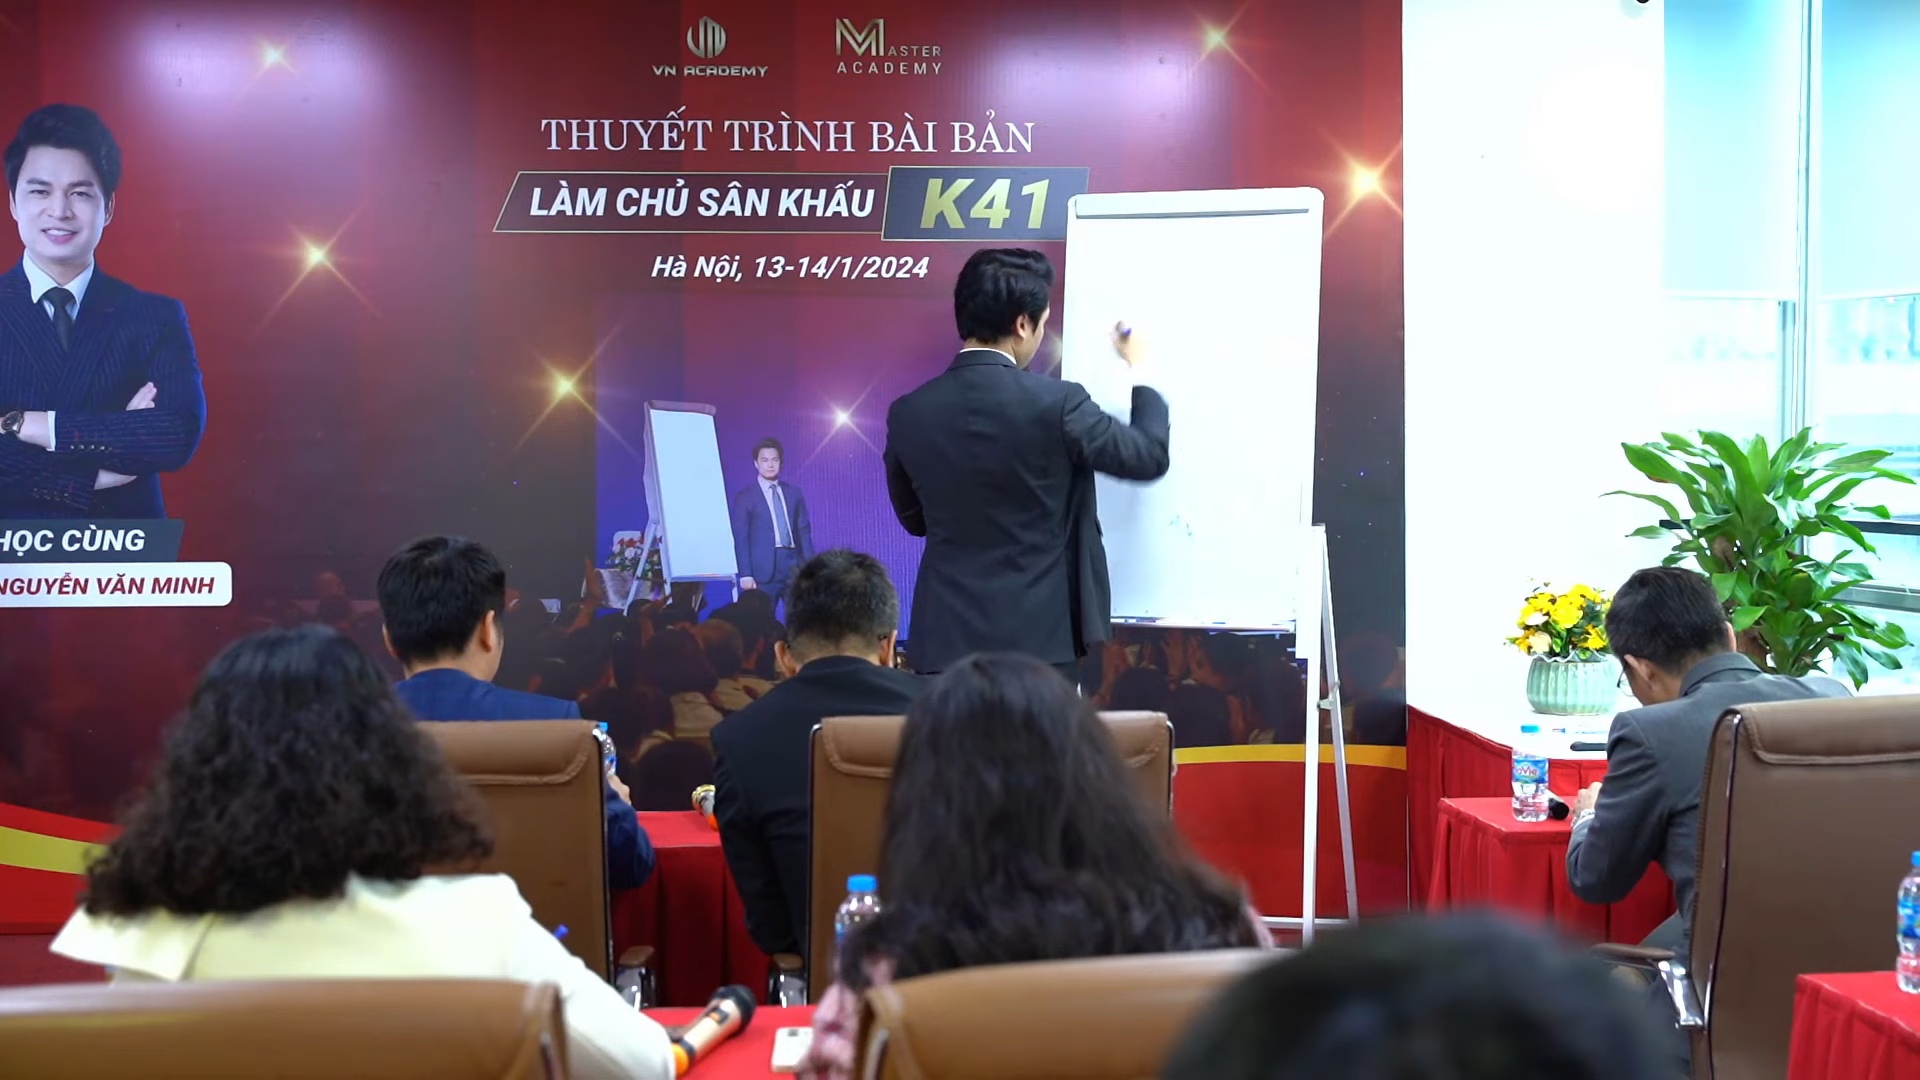 VN ACADEMY
MASTER
ACADEMY
THUYẾT TRÌNH BÀI BẢN
LÀM CHỦ SÂN KHẤU K41
Hà Nội, 13-14/1/2024
HỌC CÙNG
NGUYỄN VĂN MINH